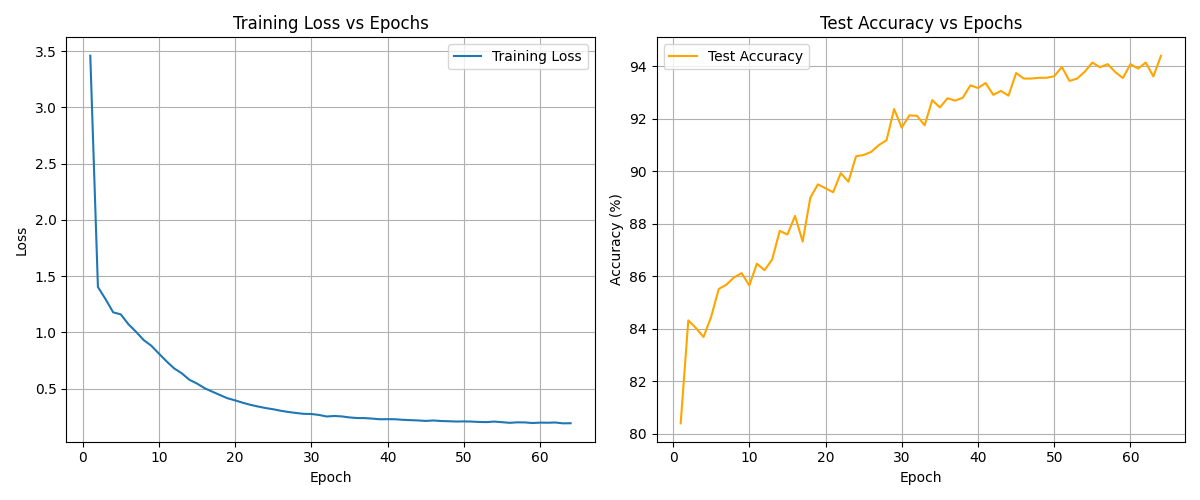 Training Loss vs Epochs
Training Loss
3.5
3.0
2.5
2.0
1.5
1.0
0.5
Loss
0 10 20 30 40 50 60
Epoch
Test Accuracy vs Epochs
Test Accuracy
94
92
90
88
86
84
82
80
Accuracy (%)
0 10 20 30 40 50 60
Epoch